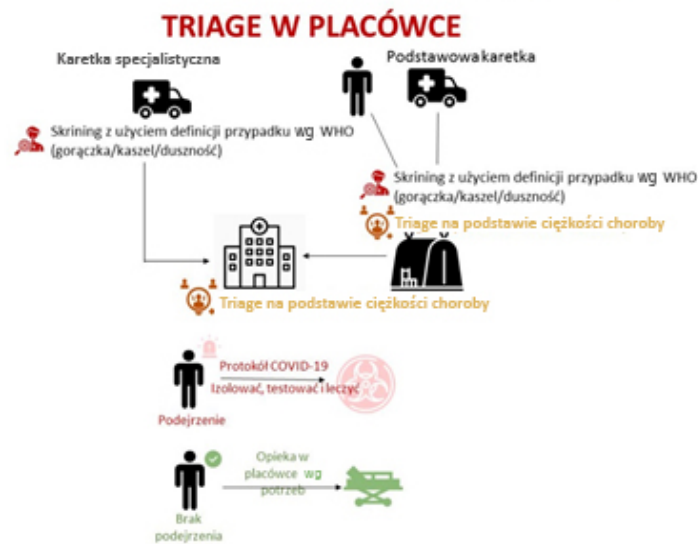 TRIAGE W PLACÓWCE
Karetka specjalistyczna
Podstawowa karetka
Skrining z użyciem definicji przypadku wg WHO
(gorączka/kaszel/duszność)
Skrining z użyciem definicji przypadku wg WHO
(gorączka/kaszel/duszność)
Triage na podstawie ciężkości choroby
Triage na podstawie ciężkości choroby
Protokół COVID-19
Izolować, testować i leczyć
Podejrzenie
Opieka w
placówce wg
potrzeb
Brak
podejrzenia